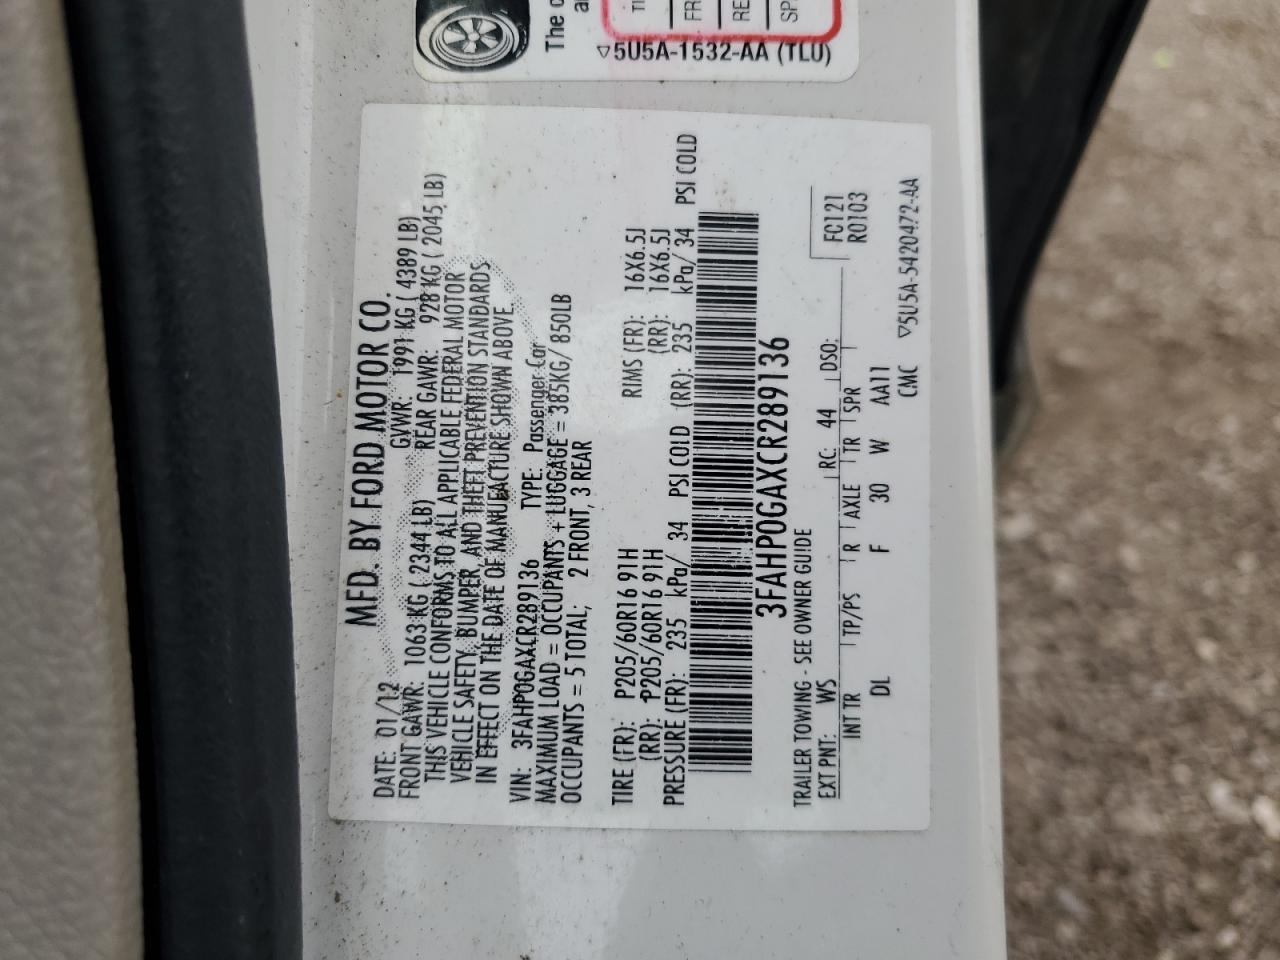 The
a
FR
RE
SP
▽5U5A-1532-AA (TLU)
MFD. BY FORD MOTOR CO.
DATE: 01/12 GVWR: 1991 KG ( 4389 LB)
FRONT GAWR: 1063 KG ( 2344 LB) REAR GAWR: 928 KG ( 2045 LB)
THIS VEHICLE CONFORMS TO ALL APPLICABLE FEDERAL MOTOR
VEHICLE SAFETY, BUMPER, AND THEFT PREVENTION STANDARDS
IN EFFECT ON THE DATE OF MANUFACTURE SHOWN ABOVE.
VIN: 3FAHP0GAXCR289136 TYPE: Passenger Car
MAXIMUM LOAD = OCCUPANTS + LUGGAGE = 385KG/ 850LB
OCCUPANTS = 5 TOTAL; 2 FRONT, 3 REAR
TIRE (FR): P205/60R16 91H RIMS (FR): 16X6.5J
(RR): P205/60R16 91H (RR): 16X6.5J
PRESSURE (FR): 235 kPa/ 34 PSI COLD (RR): 235 kPa/ 34 PSI COLD
3FAHP0GAXCR289136
TRAILER TOWING - SEE OWNER GUIDE FC121
EXT PNT: WS RC: 44 DSO: R0103
INT TR TP/PS R AXLE TR SPR
DL F 30 W AA11
CMC ▽5U5A-5420472-AA